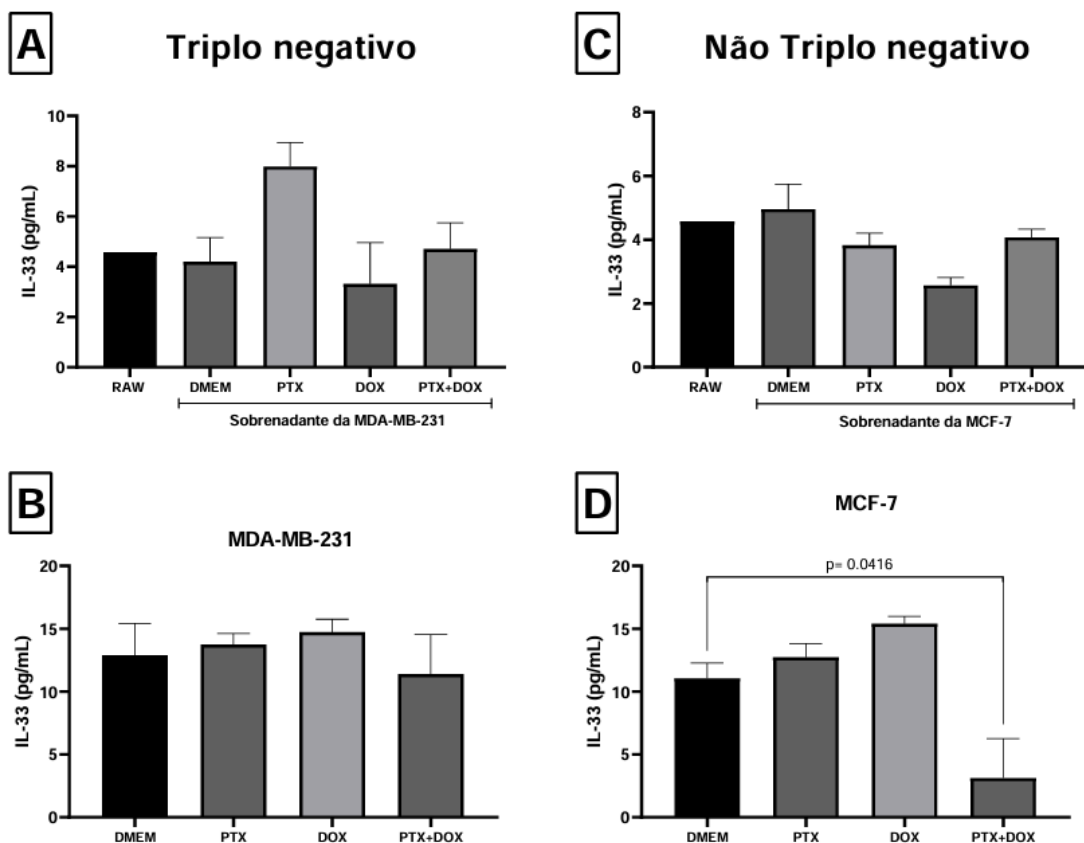 A
Triplo negativo
10
8
6
4
2
0
IL-33 (pg/mL)
RAW DMEM PTX DOX PTX+DOX
Sobrenadante da MDA-MB-231
C
Não Triplo negativo
8
6
4
2
0
IL-33 (pg/mL)
RAW DMEM PTX DOX PTX+DOX
Sobrenadante da MCF-7
B
MDA-MB-231
20
15
10
5
0
IL-33 (pg/mL)
DMEM PTX DOX PTX+DOX
D
MCF-7
p= 0.0416
20
15
10
5
0
IL-33 (pg/mL)
DMEM PTX DOX PTX+DOX